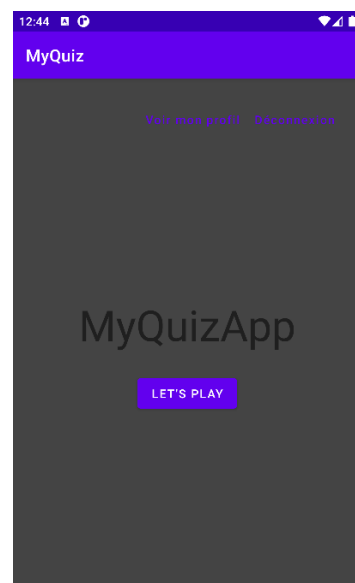 12:44
MyQuiz
Voir mon profil Déconnexion
MyQuizApp
LET'S PLAY